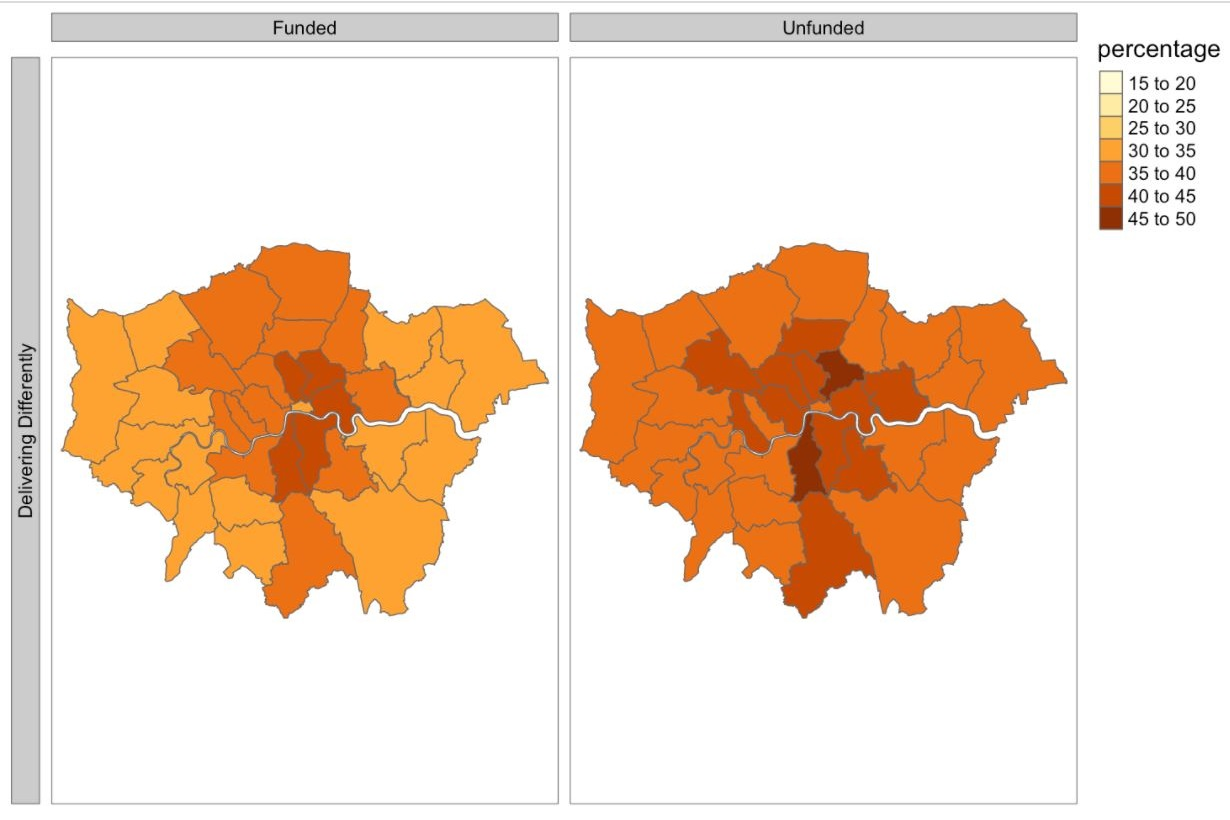 Funded
Unfunded
Delivering Differently
percentage
15 to 20
20 to 25
25 to 30
30 to 35
35 to 40
40 to 45
45 to 50